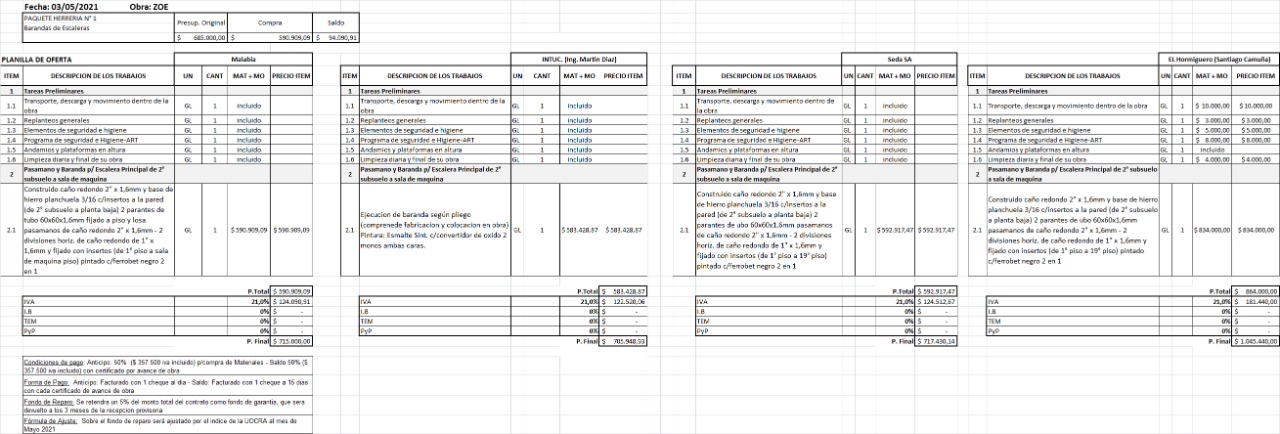 Fecha: 03/05/2021 Obra: ZOE
PAQUETE HERRERIA N° 1
Barandas de Escaleras
Presup. Original Compra Saldo
$ 685.000,00 $ 590.909,09 $ 94.090,91
PLANILLA DE OFERTA Malabia
ITEM DESCRIPCION DE LOS TRABAJOS UN CANT MAT + MO PRECIO ITEM
1 Tareas Preliminares
1.1 Transporte, descarga y movimiento dentro de la obra GL 1 incluido
1.2 Replanteos generales GL 1 incluido
1.3 Elementos de seguridad e higiene GL 1 incluido
1.4 Programa de seguridad e Higiene-ART GL 1 incluido
1.5 Andamios y plataformas en altura GL 1 incluido
1.6 Limpieza diaria y final de su obra GL 1 incluido
2 Pasamano y Baranda p/ Escalera Principal de 2° subsuelo a sala de maquina
2.1 Construido caño redondo 2" x 1,6mm y base de
hierro planchuela 3/16 c/insertos a la pared
(de 2° subsuelo a planta baja) 2 parantes de
tubo 60x60x1,6mm fijado a piso y losa
pasamanos de caño redondo 2" x 1,6mm - 2
divisiones horiz. de caño redondo de 1" x
1,6mm y fijado con insertos (de 1° piso a sala
de maquina piso) pintado c/ferrobet negro 2
en 1
GL 1 $ 590.909,09 $ 590.909,09
P.Total $ 590.909,09
IVA 21,0% $ 124.090,91
I.B 0% $ -
TEM 0% $ -
PyP 0% $ -
P. Final $ 715.000,00
INTUC. (Ing. Martin Diaz)
ITEM DESCRIPCION DE LOS TRABAJOS UN CANT MAT + MO PRECIO ITEM
1 Tareas Preliminares
1.1 Transporte, descarga y movimiento dentro de la obra GL 1 incluido
1.2 Replanteos generales GL 1 incluido
1.3 Elementos de seguridad e higiene GL 1 incluido
1.4 Programa de seguridad e Higiene-ART GL 1 incluido
1.5 Andamios y plataformas en altura GL 1 incluido
1.6 Limpieza diaria y final de su obra GL 1 incluido
2 Pasamano y Baranda p/ Escalera Principal de 2° subsuelo a sala de maquina
2.1 Ejecucion de baranda según pliego
(comprenede fabricacion y colocacion en obra)
Pintura: Esmalte Sint. c/convertidor de oxido 2
manos ambas caras.
GL 1 $ 583.428,87 $ 583.428,87
P.Total $ 583.428,87
IVA 21,0% $ 122.520,06
I.B 0% $ -
TEM 0% $ -
PyP 0% $ -
P. Final $ 705.948,93
Seda SA
ITEM DESCRIPCION DE LOS TRABAJOS UN CANT MAT + MO PRECIO ITEM
1 Tareas Preliminares
1.1 Transporte, descarga y movimiento dentro de la obra GL 1 incluido
1.2 Replanteos generales GL 1 incluido
1.3 Elementos de seguridad e higiene GL 1 incluido
1.4 Programa de seguridad e Higiene-ART GL 1 incluido
1.5 Andamios y plataformas en altura GL 1 incluido
1.6 Limpieza diaria y final de su obra GL 1 incluido
2 Pasamano y Baranda p/ Escalera Principal de 2° subsuelo a sala de maquina
2.1 Construido caño redondo 2" x 1,6mm y base
de hierro planchuela 3/16 c/insertos a la
pared (de 2° subsuelo a planta baja) 2
parantes de ubo 60x60x1.6mm pasamanos
caño redondo 2" x 1,6mm - 2 divisiones
horiz. de caño redondo de 1" x 1,6mm y
fijado con insertos (de 1° piso a 19° piso)
pintado c/ferrobet negro 2 en 1
GL 1 $ 592.917,47 $ 592.917,47
P.Total $ 592.917,47
IVA 21,0% $ 124.512,67
I.B 0% $ -
TEM 0% $ -
PyP 0% $ -
P. Final $ 717.430,14
EL Hormiguero (Santiago Camuña)
ITEM DESCRIPCION DE LOS TRABAJOS UN CANT MAT + MO PRECIO ITEM
1 Tareas Preliminares
1.1 Transporte, descarga y movimiento dentro de la obra GL 1 $ 10.000,00 $ 10.000,00
1.2 Replanteos generales GL 1 $ 3.000,00 $ 3.000,00
1.3 Elementos de seguridad e higiene GL 1 $ 5.000,00 $ 5.000,00
1.4 Programa de seguridad e Higiene-ART GL 1 $ 8.000,00 $ 8.000,00
1.5 Andamios y plataformas en altura GL 1 incluido
1.6 Limpieza diaria y final de su obra GL 1 $ 4.000,00 $ 4.000,00
2 Pasamano y Baranda p/ Escalera Principal de 2° subsuelo a sala de maquina
2.1 Construido caño redondo 2" x 1,6mm y base de hierro
planchuela 3/16 c/insertos a la pared (de 2° subsuelo
a planta baja) 2 parantes de ubo 60x60x1,6mm
pasamanos de caño redondo 2" x 1,6mm - 2
divisiones horiz. de caño redondo de 1" x 1,6mm y
fijado con insertos (de 1° piso a 19° piso) pintado
c/ferrobet negro 2 en 1
GL 1 $ 834.000,00 $ 834.000,00
P.Total $ 864.000,00
IVA 21,0% $ 181.440,00
I.B 0% $ -
TEM 0% $ -
PyP 0% $ -
P. Final $ 1.045.440,00
Condiciones de pago: Anticipo: 50% ($ 357.500 iva incluido) p/compra de Materiales - Saldo 50% ($
357.500 iva incluido) con certificado por avance de obra
Forma de Pago: Anticipo: Facturado con 1 cheque al dia - Saldo: Facturado con 1 cheque a 15 dias
con cada certificado de avance de obra
Fondo de Reparo: Se retendra un 5% del monto total del contrato como fondo de garantía, que sera
devuelto a los 3 meses de la recepcion provisoria
Fórmula de Ajuste: Sobre el fondo de reparo será ajustado por el indice de la UOCRA al mes de
Mayo 2021